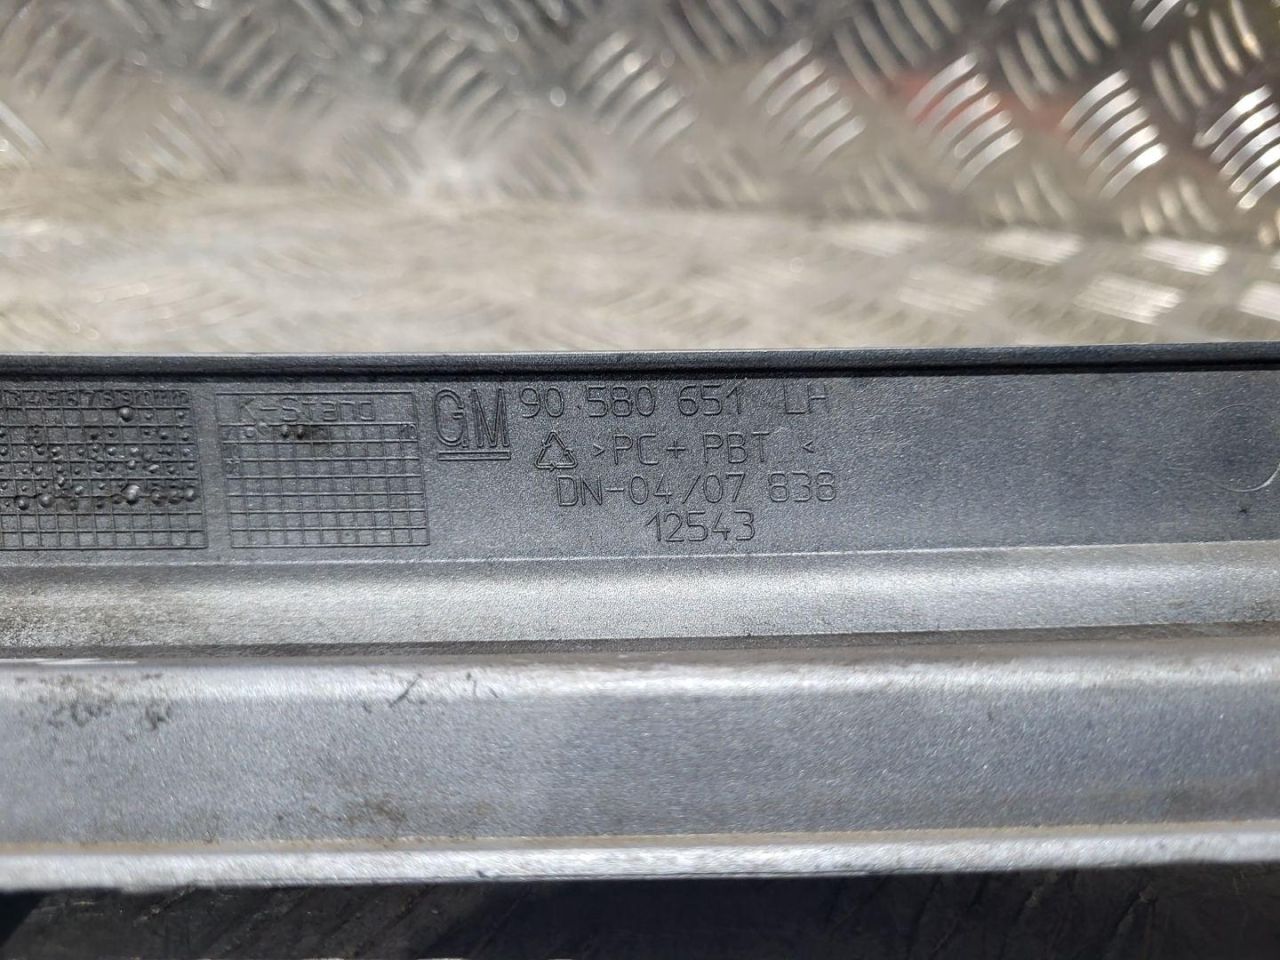 K-Stand
GM 90 580 651 LH
>PC+PBT<
DN-04/07 838
12543